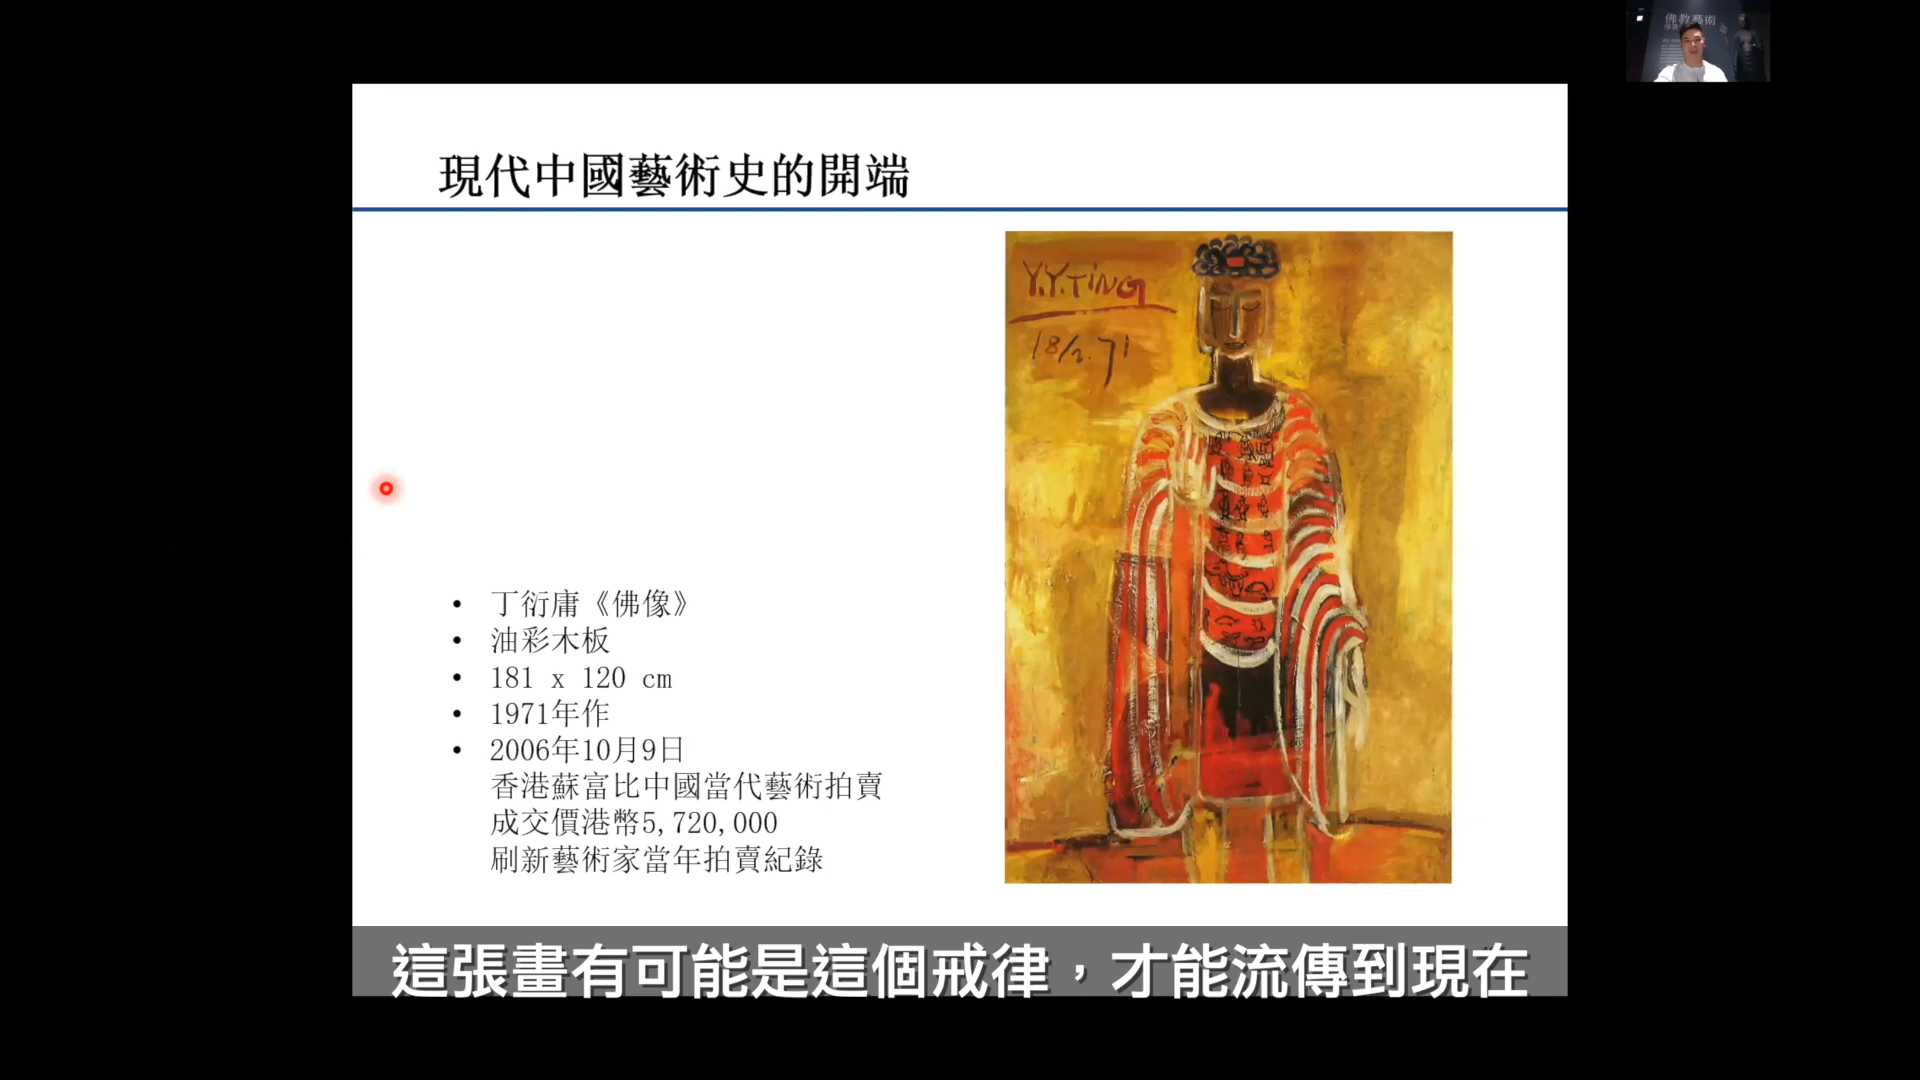 佛教藝術
現代中國藝術史的開端
Y.Y.TING
18/2.71
• 丁衍庸《佛像》
• 油彩木板
• 181 x 120 cm
• 1971年作
• 2006年10月9日
香港蘇富比中國當代藝術拍賣
成交價港幣5,720,000
刷新藝術家當年拍賣紀錄
這張畫有可能是這個戒律，才能流傳到現在